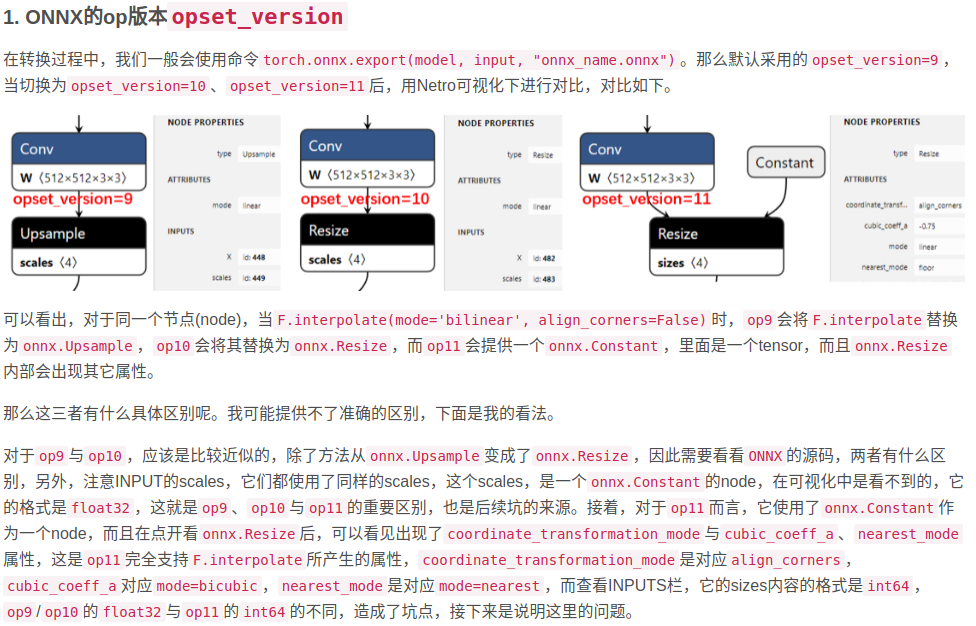 1. ONNX的op版本opset_version
在转换过程中，我们一般会使用命令torch.onnx.export(model, input, "onnx_name.onnx")。那么默认采用的opset_version=9，
当切换为opset_version=10、opset_version=11后，用Netro可视化下进行对比，对比如下。
Conv
W〈512×512×3×3〉
opset_version=9
Upsample
scales〈4〉
NODE PROPERTIES
type Upsample
ATTRIBUTES
mode linear
INPUTS
X id: 448
scales id: 449
Conv
W〈512×512×3×3〉
opset_version=10
Resize
scales〈4〉
NODE PROPERTIES
type Resize
ATTRIBUTES
mode linear
INPUTS
X id: 482
scales id: 483
Conv
W〈512×512×3×3〉
opset_version=11
Constant
Resize
sizes〈4〉
NODE PROPERTIES
type Resize
ATTRIBUTES
coordinate_transf... align_corners
cubic_coeff_a -0.75
mode linear
nearest_mode floor
可以看出，对于同一个节点(node)，当F.interpolate(mode='bilinear', align_corners=False)时，op9会将F.interpolate替换
为onnx.Upsample，op10会将其替换为onnx.Resize，而op11会提供一个onnx.Constant，里面是一个tensor，而且onnx.Resize
内部会出现其它属性。
那么这三者有什么具体区别呢。我可能提供不了准确的区别，下面是我的看法。
对于op9与op10，应该是比较近似的，除了方法从onnx.Upsample变成了onnx.Resize，因此需要看看ONNX的源码，两者有什么区
别，另外，注意INPUT的scales，它们都使用了同样的scales，这个scales，是一个onnx.Constant的node，在可视化中是看不到的，它
的格式是float32，这就是op9、op10与op11的重要区别，也是后续坑的来源。接着，对于op11而言，它使用了onnx.Constant作
为一个node，而且在点开看onnx.Resize后，可以看见出现了coordinate_transformation_mode与cubic_coeff_a、nearest_mode
属性，这是op11完全支持F.interpolate所产生的属性，coordinate_transformation_mode是对应align_corners，
cubic_coeff_a对应mode=bicubic，nearest_mode是对应mode=nearest，而查看INPUTS栏，它的sizes内容的格式是int64，
op9/op10的float32与op11的int64的不同，造成了坑点，接下来是说明这里的问题。